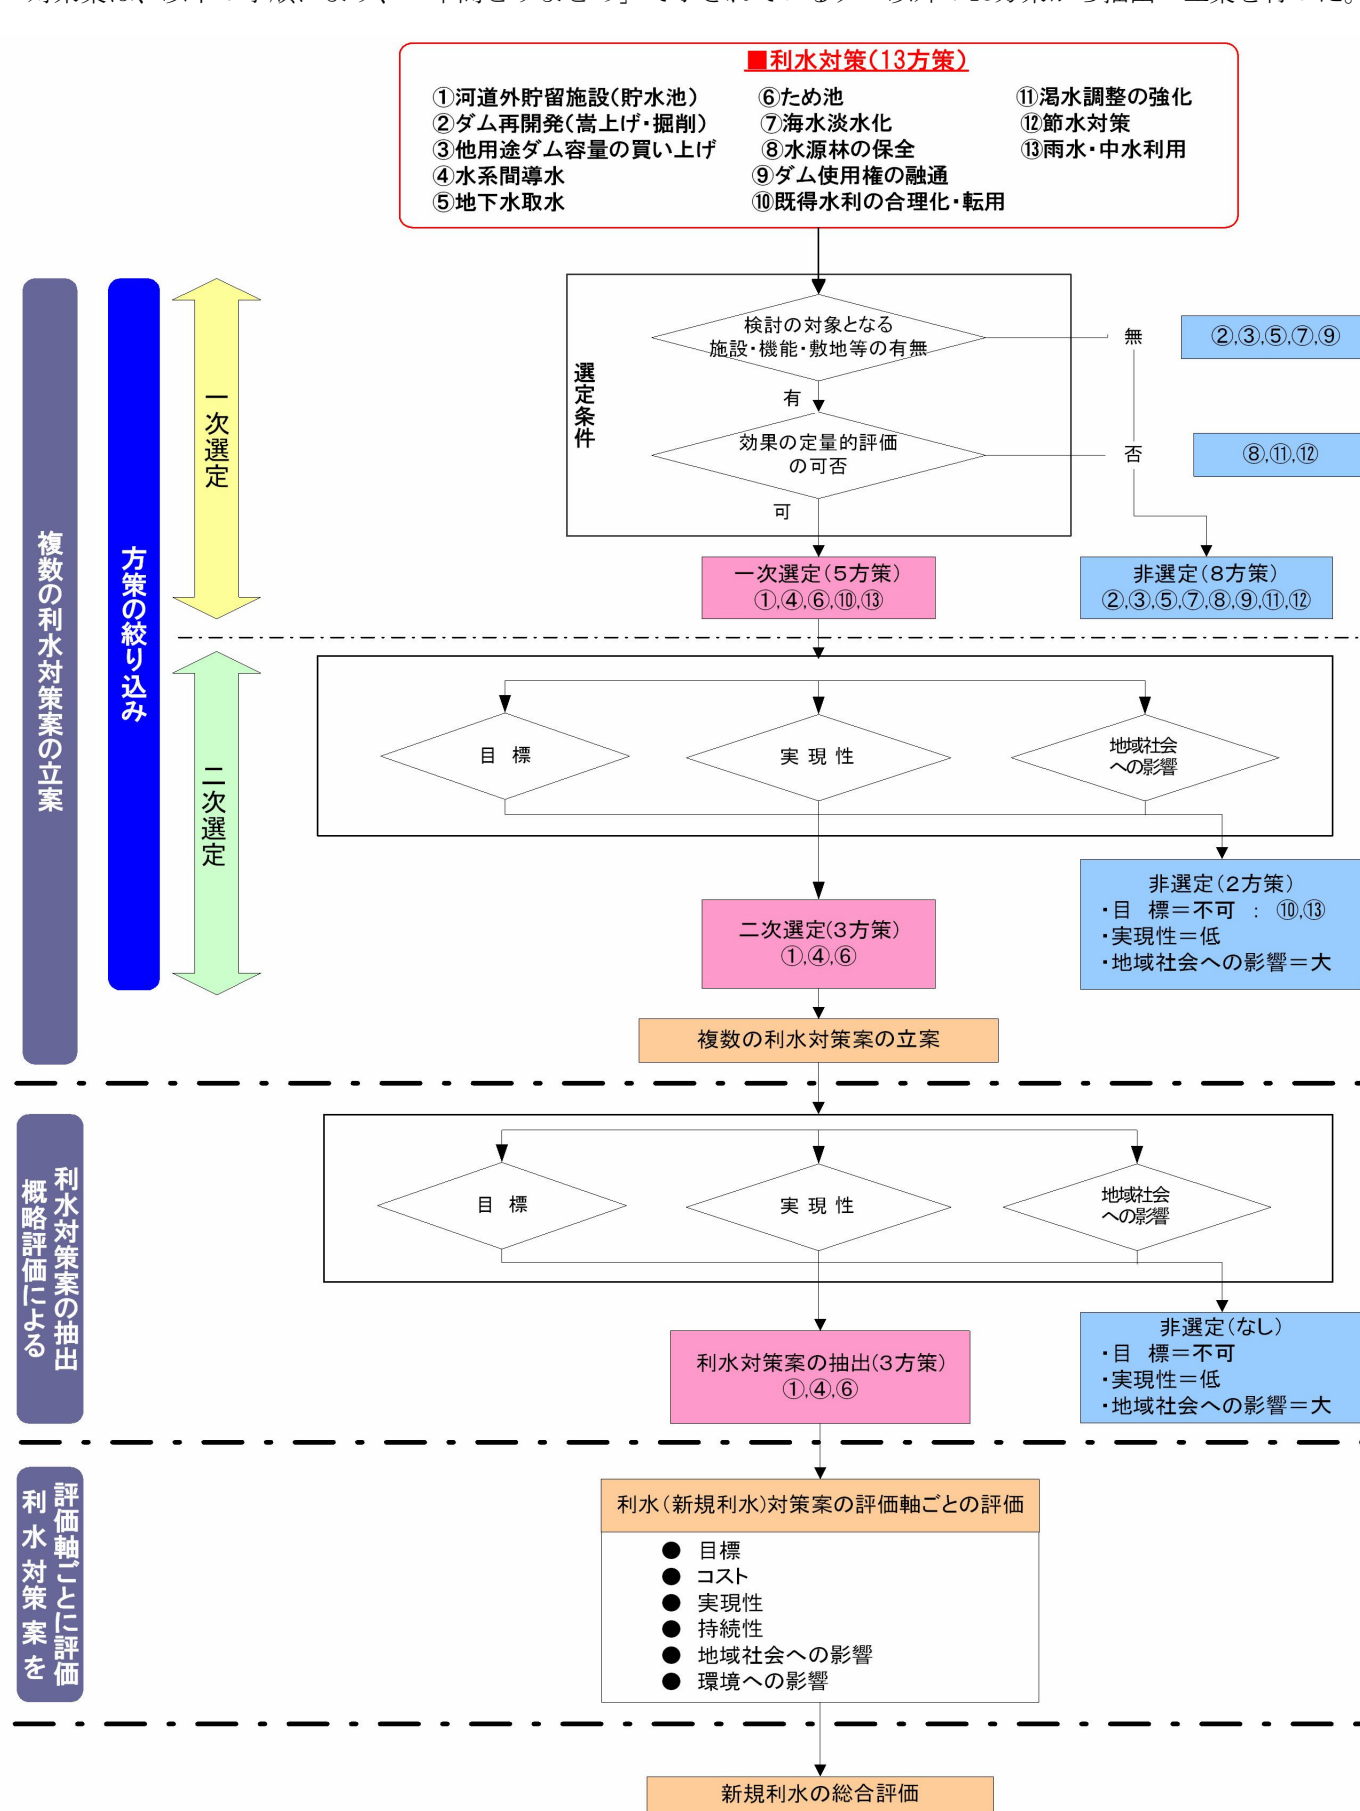 ■利水対策(13方策)
①河道外貯留施設(貯水池)
②ダム再開発(嵩上げ・掘削)
③他用途ダム容量の買い上げ
④水系間導水
⑤地下水取水
⑥ため池
⑦海水淡水化
⑧水源林の保全
⑨ダム使用権の融通
⑩既得水利の合理化・転用
⑪渇水調整の強化
⑫節水対策
⑬雨水・中水利用
複数の利水対策案の立案
方策の絞り込み
一次選定
選定条件
検討の対象となる
施設・機能・敷地等の有無
無
②,③,⑤,⑦,⑨
有
効果の定量的評価
の可否
否
⑧,⑪,⑫
可
一次選定(5方策)
①,④,⑥,⑩,⑬
非選定(8方策)
②,③,⑤,⑦,⑧,⑨,⑪,⑫
二次選定
目 標
実 現 性
地域社会
への影響
二次選定(3方策)
①,④,⑥
非選定(2方策)
・目 標=不可 : ⑩,⑬
・実現性=低
・地域社会への影響=大
複数の利水対策案の立案
概略評価による
利水対策案の抽出
目 標
実 現 性
地域社会
への影響
利水対策案の抽出(3方策)
①,④,⑥
非選定(なし)
・目 標=不可
・実現性=低
・地域社会への影響=大
利水対策案を
評価軸ごとに評価
利水(新規利水)対策案の評価軸ごとの評価
● 目標
● コスト
● 実現性
● 持続性
● 地域社会への影響
● 環境への影響
新規利水の総合評価